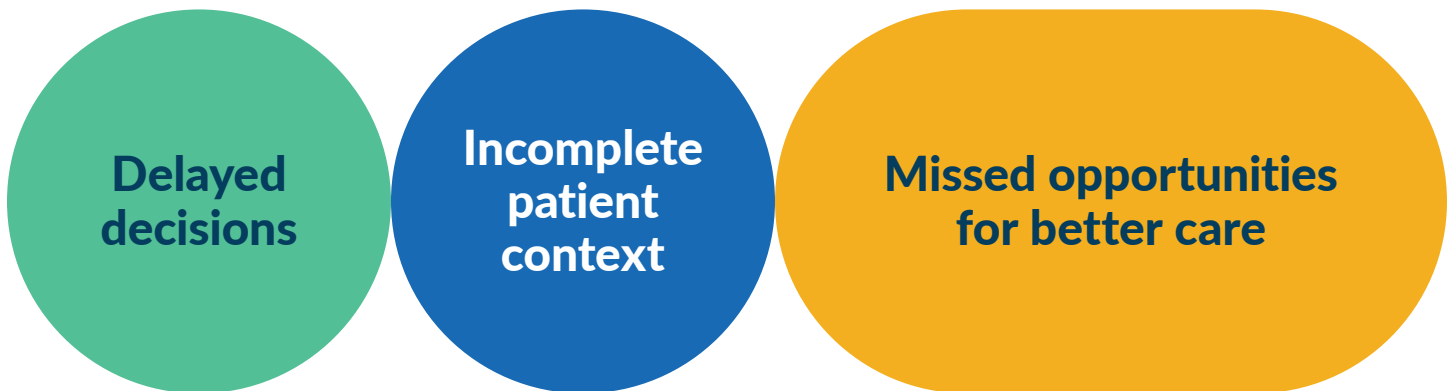 Delayed
decisions
Incomplete
patient
context
Missed opportunities
for better care